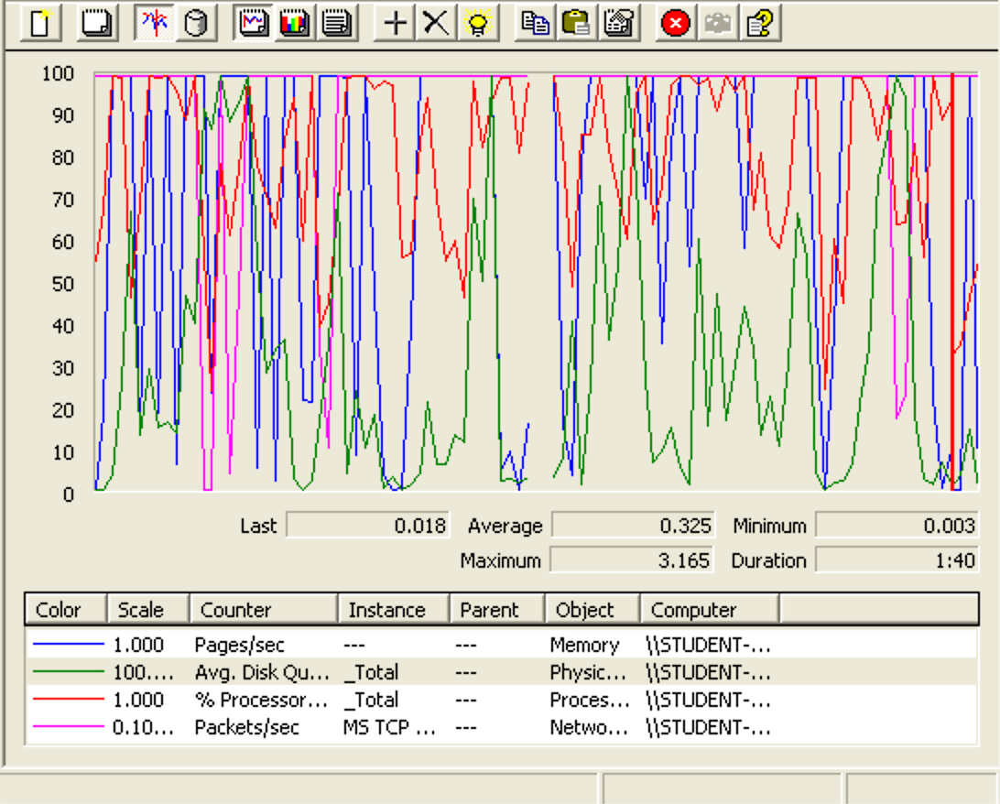 100
90
80
70
60
50
40
30
20
10
0
Last 0.018 Average 0.325 Minimum 0.003
Maximum 3.165 Duration 1:40
Color Scale Counter Instance Parent Object Computer
1.000 Pages/sec --- --- Memory \\STUDENT-...
100.... Avg. Disk Qu... _Total --- Physic... \\STUDENT-...
1.000 % Processor... _Total --- Proces... \\STUDENT-...
0.10... Packets/sec MS TCP ... --- Netwo... \\STUDENT-...